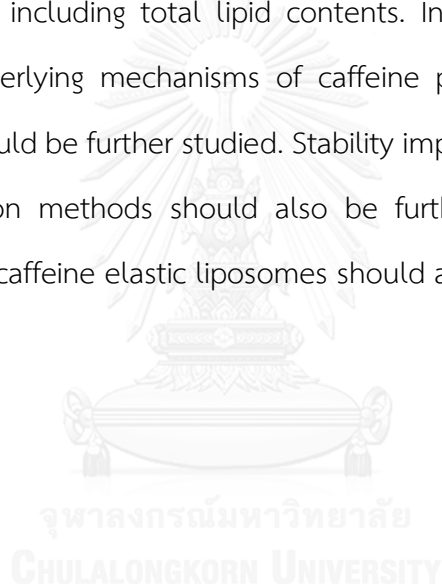 including total lipid contents. In
erlying mechanisms of caffeine p
uld be further studied. Stability imp
on methods should also be furth
caffeine elastic liposomes should a
จุฬาลงกรณ์มหาวิทยาลัย
CHULALONGKORN UNIVERSITY